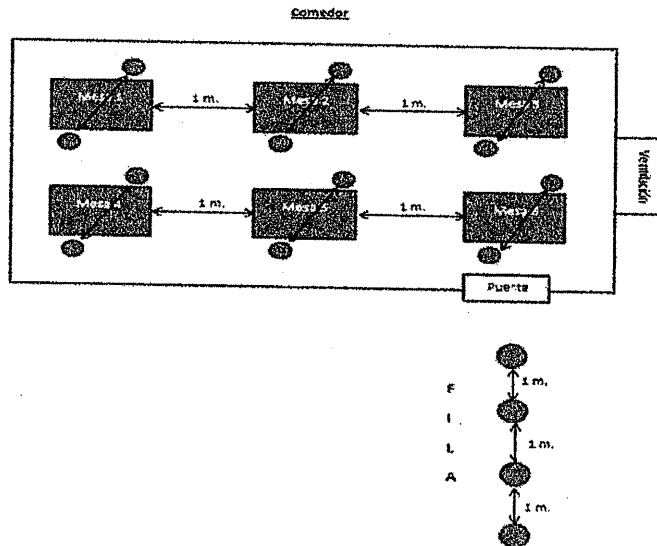 Comedor
Mesa 1
1 m.
Mesa 2
1 m.
Mesa 3
Ventilación
Mesa 4
1 m.
Mesa 5
1 m.
Mesa 6
Puerta
F
I
L
A
1 m.
1 m.
1 m.